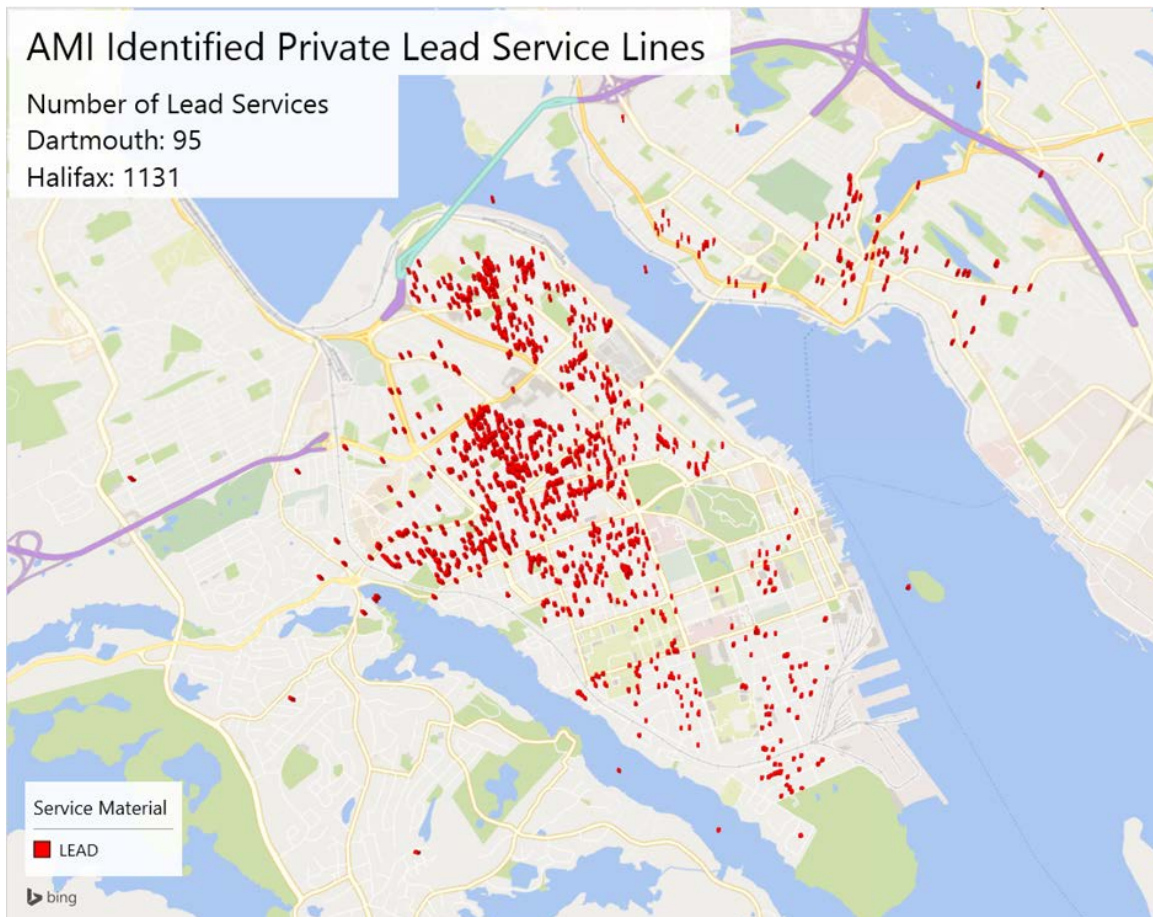 AMI Identified Private Lead Service Lines
Number of Lead Services
Dartmouth: 95
Halifax: 1131
Service Material
LEAD
bing